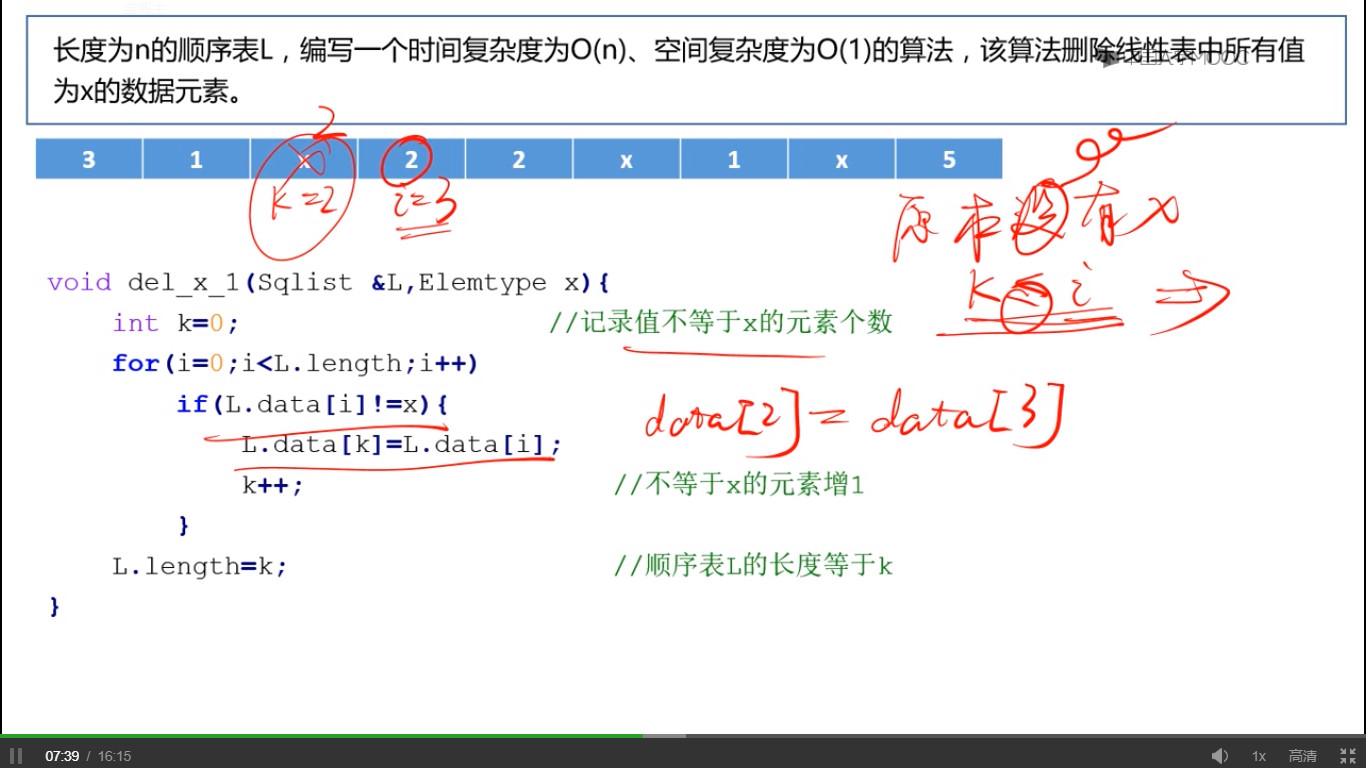 长度为n的顺序表L，编写一个时间复杂度为O(n)、空间复杂度为O(1)的算法，该算法删除线性表中所有值
为x的数据元素。
2
3 1 x 2 2 x 1 x 5
k=2 i=3
原本没有x
k = i
void del_x_1(Sqlist &L,Elemtype x){
int k=0; //记录值不等于x的元素个数
for(i=0;i<L.length;i++)
if(L.data[i]!=x){
data[2]=data[3]
L.data[k]=L.data[i];
k++; //不等于x的元素增1
}
L.length=k; //顺序表L的长度等于k
}
07:39 / 16:15 1x 高清